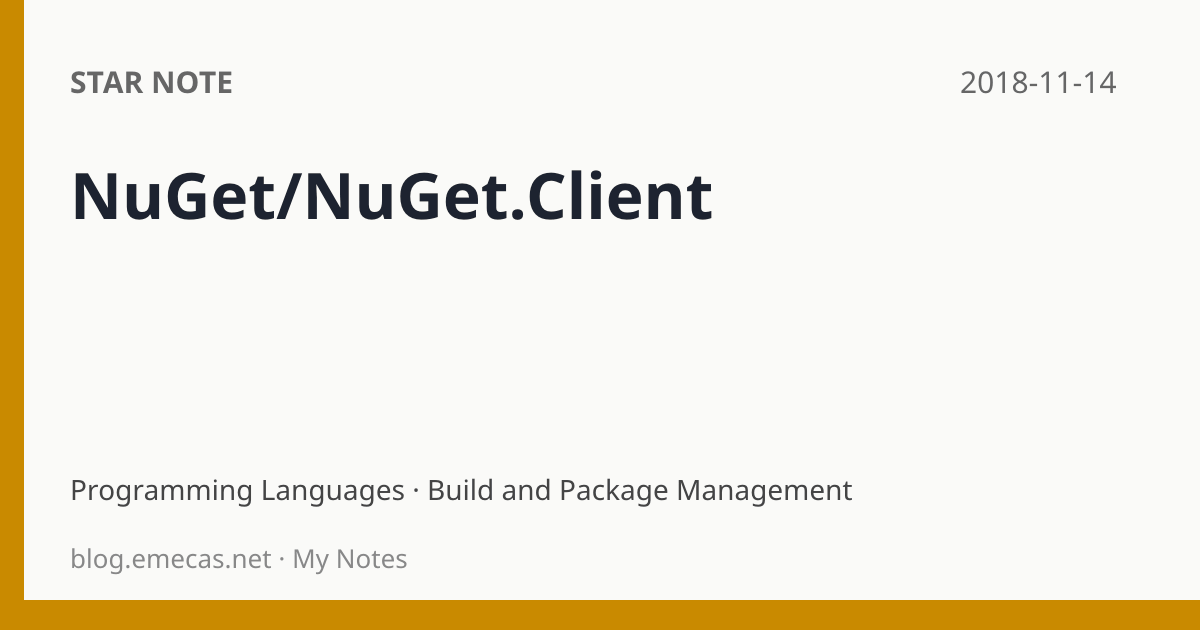 STAR NOTE
2018-11-14
NuGet/NuGet.Client
Programming Languages · Build and Package Management
blog.emecas.net · My Notes